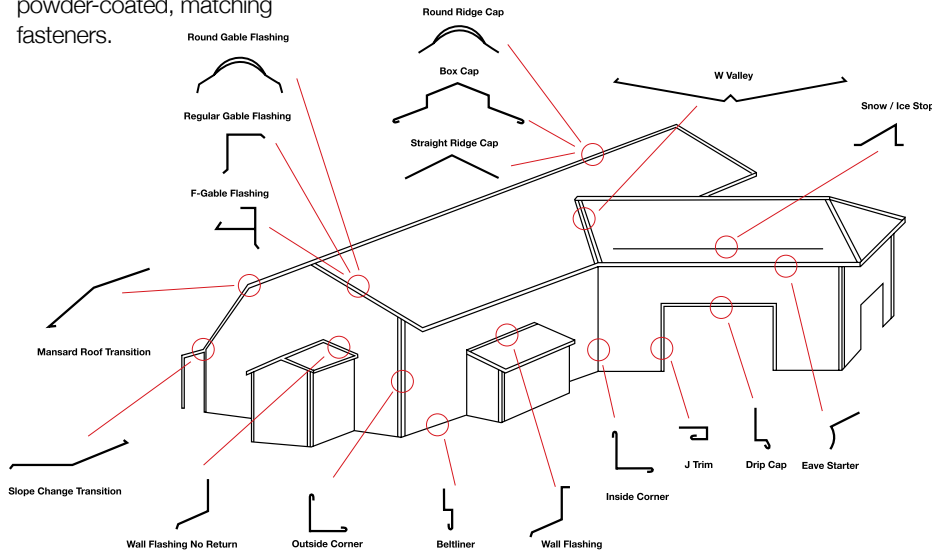 powder-coated, matching
fasteners.
Round Gable Flashing
Round Ridge Cap
Box Cap
W Valley
Snow / Ice Stop
Regular Gable Flashing
Straight Ridge Cap
F-Gable Flashing
Mansard Roof Transition
Slope Change Transition
J Trim
Drip Cap
Eave Starter
Inside Corner
Wall Flashing No Return
Outside Corner
Beltliner
Wall Flashing